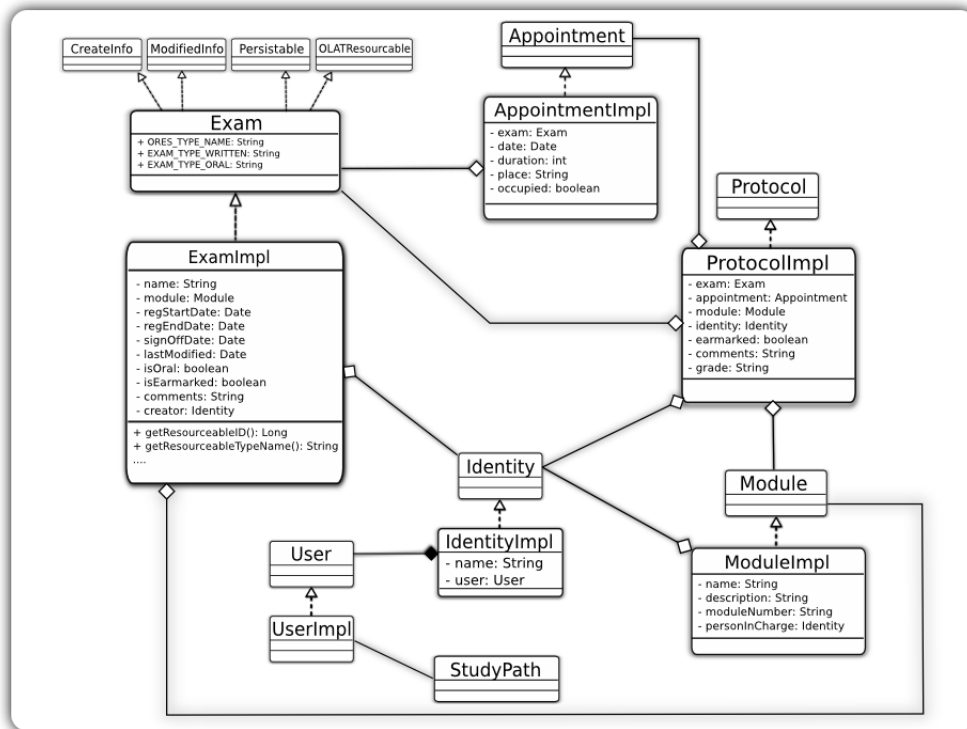 CreateInfo
ModifiedInfo
Persistable
OLATResourcable
Exam
+ ORES_TYPE_NAME: String
+ EXAM_TYPE_WRITTEN: String
+ EXAM_TYPE_ORAL: String
Appointment
AppointmentImpl
- exam: Exam
- date: Date
- duration: int
- place: String
- occupied: boolean
Protocol
ProtocolImpl
- exam: Exam
- appointment: Appointment
- module: Module
- identity: Identity
- earmarked: boolean
- comments: String
- grade: String
ExamImpl
- name: String
- module: Module
- regStartDate: Date
- regEndDate: Date
- signOffDate: Date
- lastModified: Date
- isOral: boolean
- isEarmarked: boolean
- comments: String
- creator: Identity
+ getResourceableID(): Long
+ getResourceableTypeName(): String
....
Identity
IdentityImpl
- name: String
- user: User
Module
ModuleImpl
- name: String
- description: String
- moduleNumber: String
- personInCharge: Identity
User
UserImpl
StudyPath